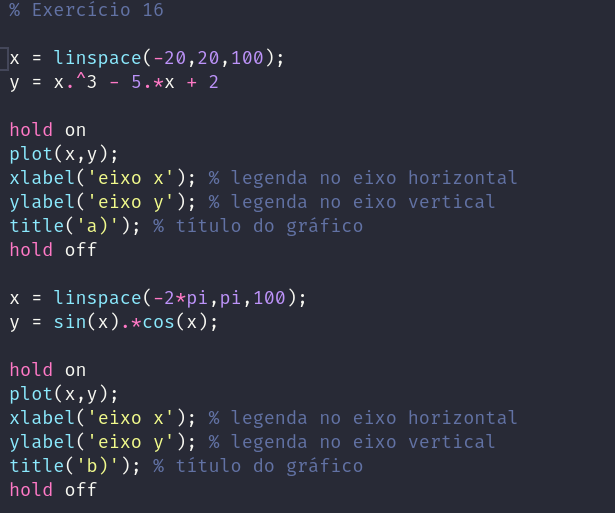 % Exercício 16
x = linspace(-20,20,100);
y = x.^3 - 5.*x + 2
hold on
plot(x,y);
xlabel('eixo x'); % legenda no eixo horizontal
ylabel('eixo y'); % legenda no eixo vertical
title('a)'); % título do gráfico
hold off
x = linspace(-2*pi,pi,100);
y = sin(x).*cos(x);
hold on
plot(x,y);
xlabel('eixo x'); % legenda no eixo horizontal
ylabel('eixo y'); % legenda no eixo vertical
title('b)'); % título do gráfico
hold off